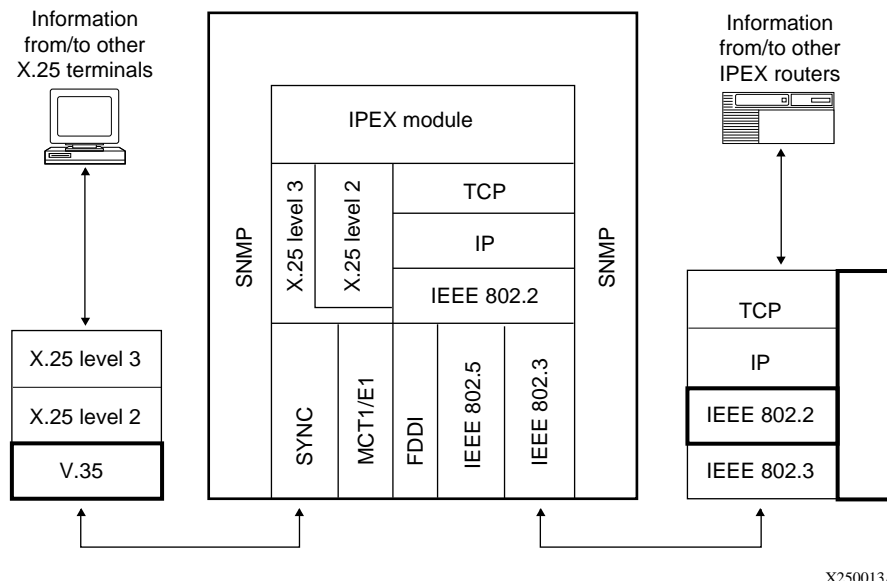 Information
from/to other
X.25 terminals
Information
from/to other
IPEX routers
IPEX module
SNMP
X.25 level 3
X.25 level 2
TCP
IP
IEEE 802.2
SNMP
SYNC
MCT1/E1
FDDI
IEEE 802.5
IEEE 802.3
X.25 level 3
X.25 level 2
V.35
TCP
IP
IEEE 802.2
IEEE 802.3